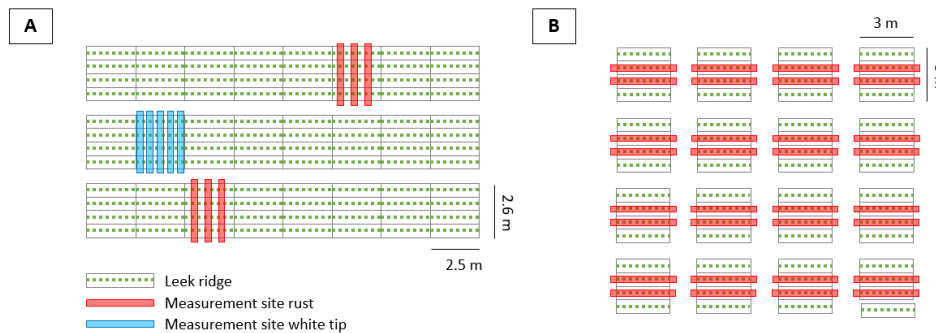 A
B
3 m
2.6 m
2.5 m
Leek ridge
Measurement site rust
Measurement site white tip